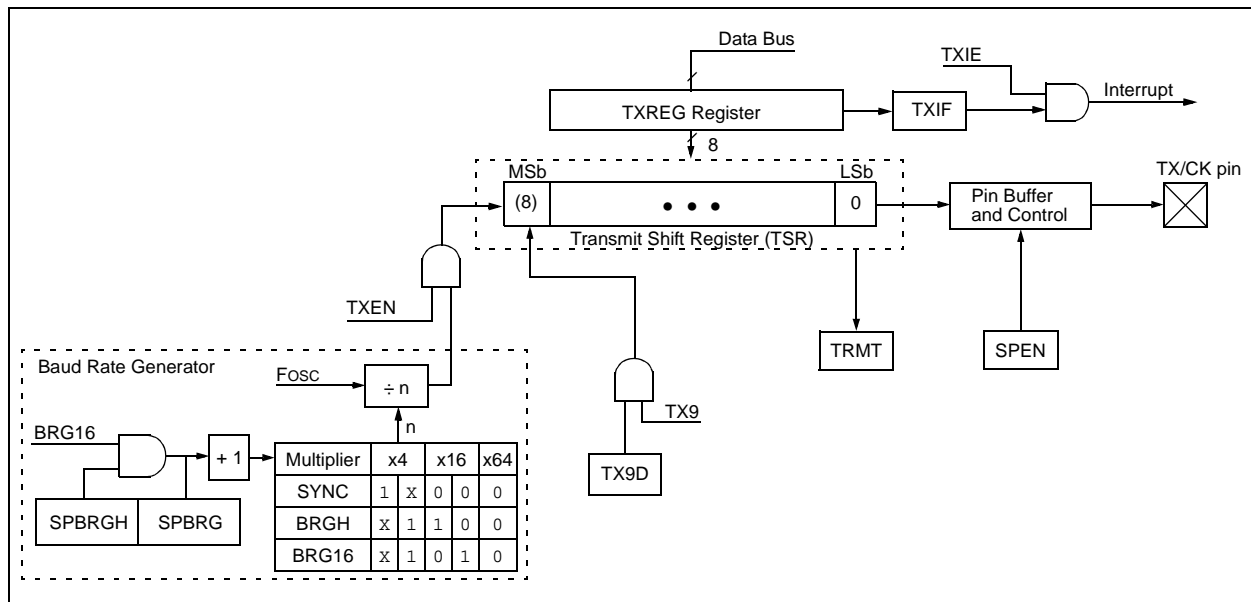 Data Bus
TXIE
Interrupt
TXREG Register
TXIF
8
MSb
LSb
TX/CK pin
(8)
• • •
0
Pin Buffer
and Control
Transmit Shift Register (TSR)
TXEN
TRMT
SPEN
Baud Rate Generator
FOSC
÷ n
TX9
n
BRG16
+ 1
Multiplier x4 x16 x64
TX9D
SYNC 1 X 0 0 0
SPBRGH SPBRG
BRGH X 1 1 0 0
BRG16 X 1 0 1 0